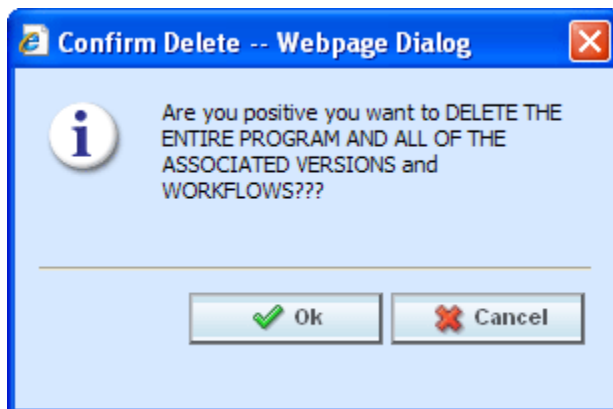 Confirm Delete -- Webpage Dialog
Are you positive you want to DELETE THE
ENTIRE PROGRAM AND ALL OF THE
ASSOCIATED VERSIONS and
WORKFLOWS???
Ok
Cancel